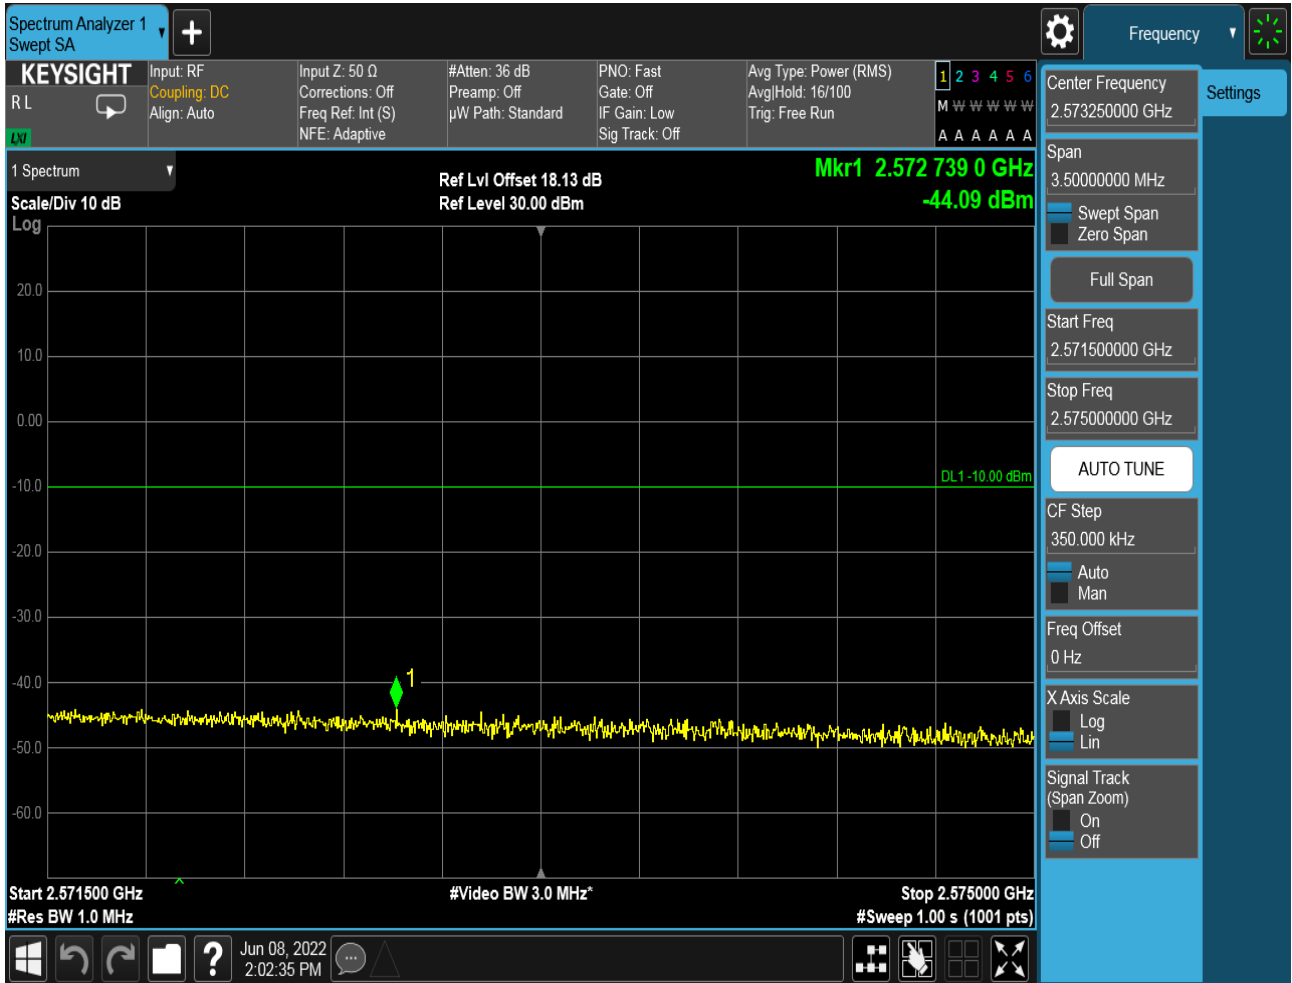 Spectrum Analyzer 1
Swept SA
Frequency
KEYSIGHT
R L
LXI
Input: RF
Coupling: DC
Align: Auto
Input Z: 50 Ω
Corrections: Off
Freq Ref: Int (S)
NFE: Adaptive
#Atten: 36 dB
Preamp: Off
µW Path: Standard
PNO: Fast
Gate: Off
IF Gain: Low
Sig Track: Off
Avg Type: Power (RMS)
Avg|Hold: 16/100
Trig: Free Run
1 2 3 4 5 6
M W W W W W
A A A A A A
1 Spectrum
Scale/Div 10 dB
Log
Ref Lvl Offset 18.13 dB
Ref Level 30.00 dBm
Mkr1 2.572 739 0 GHz
-44.09 dBm
20.0
10.0
0.00
-10.0
DL1 -10.00 dBm
-20.0
-30.0
-40.0
1
-50.0
-60.0
Start 2.571500 GHz
#Res BW 1.0 MHz
#Video BW 3.0 MHz*
Stop 2.575000 GHz
#Sweep 1.00 s (1001 pts)
Center Frequency
2.573250000 GHz
Settings
Span
3.50000000 MHz
Swept Span
Zero Span
Full Span
Start Freq
2.571500000 GHz
Stop Freq
2.575000000 GHz
AUTO TUNE
CF Step
350.000 kHz
Auto
Man
Freq Offset
0 Hz
X Axis Scale
Log
Lin
Signal Track
(Span Zoom)
On
Off
?
Jun 08, 2022
2:02:35 PM